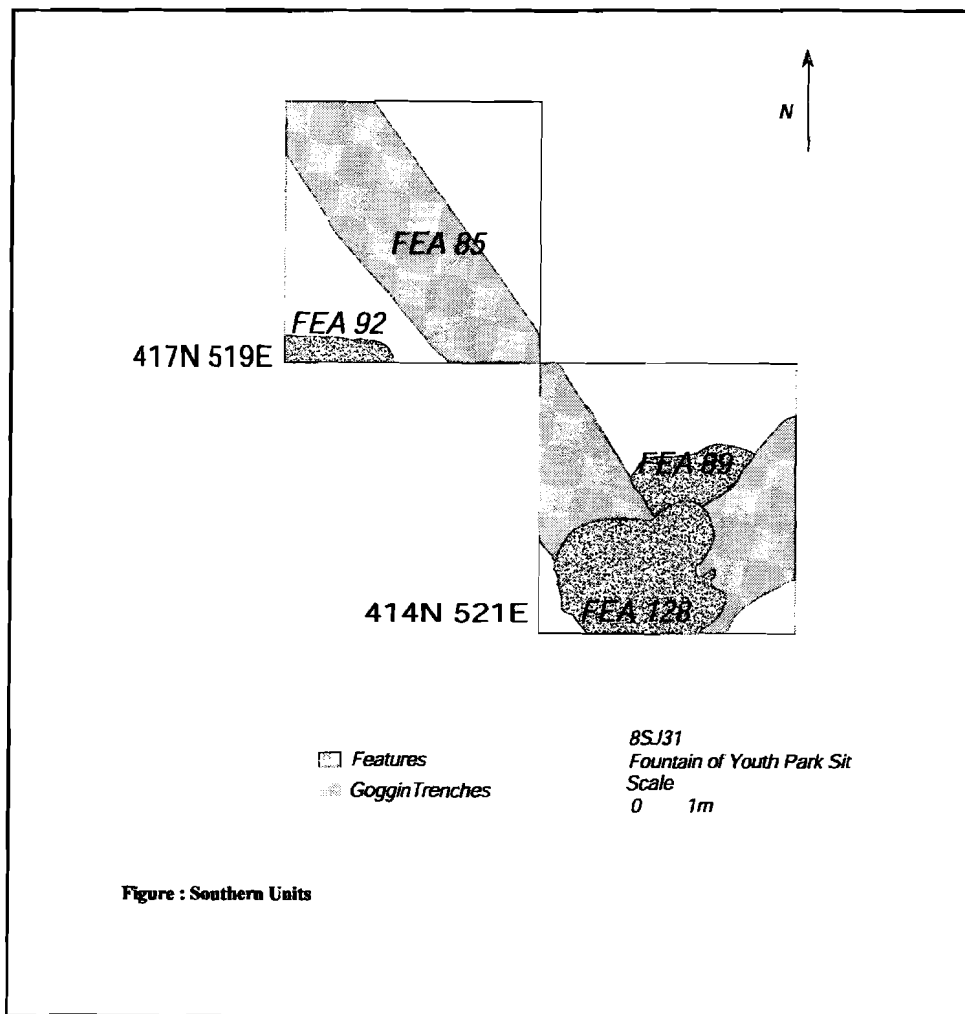 N
FEA 85
FEA 92
417N 519E
FEA 89
414N 521E
FEA 128
Features
Goggin Trenches
8SJ31
Fountain of Youth Park Sit
Scale
0 1m
Figure : Southern Units